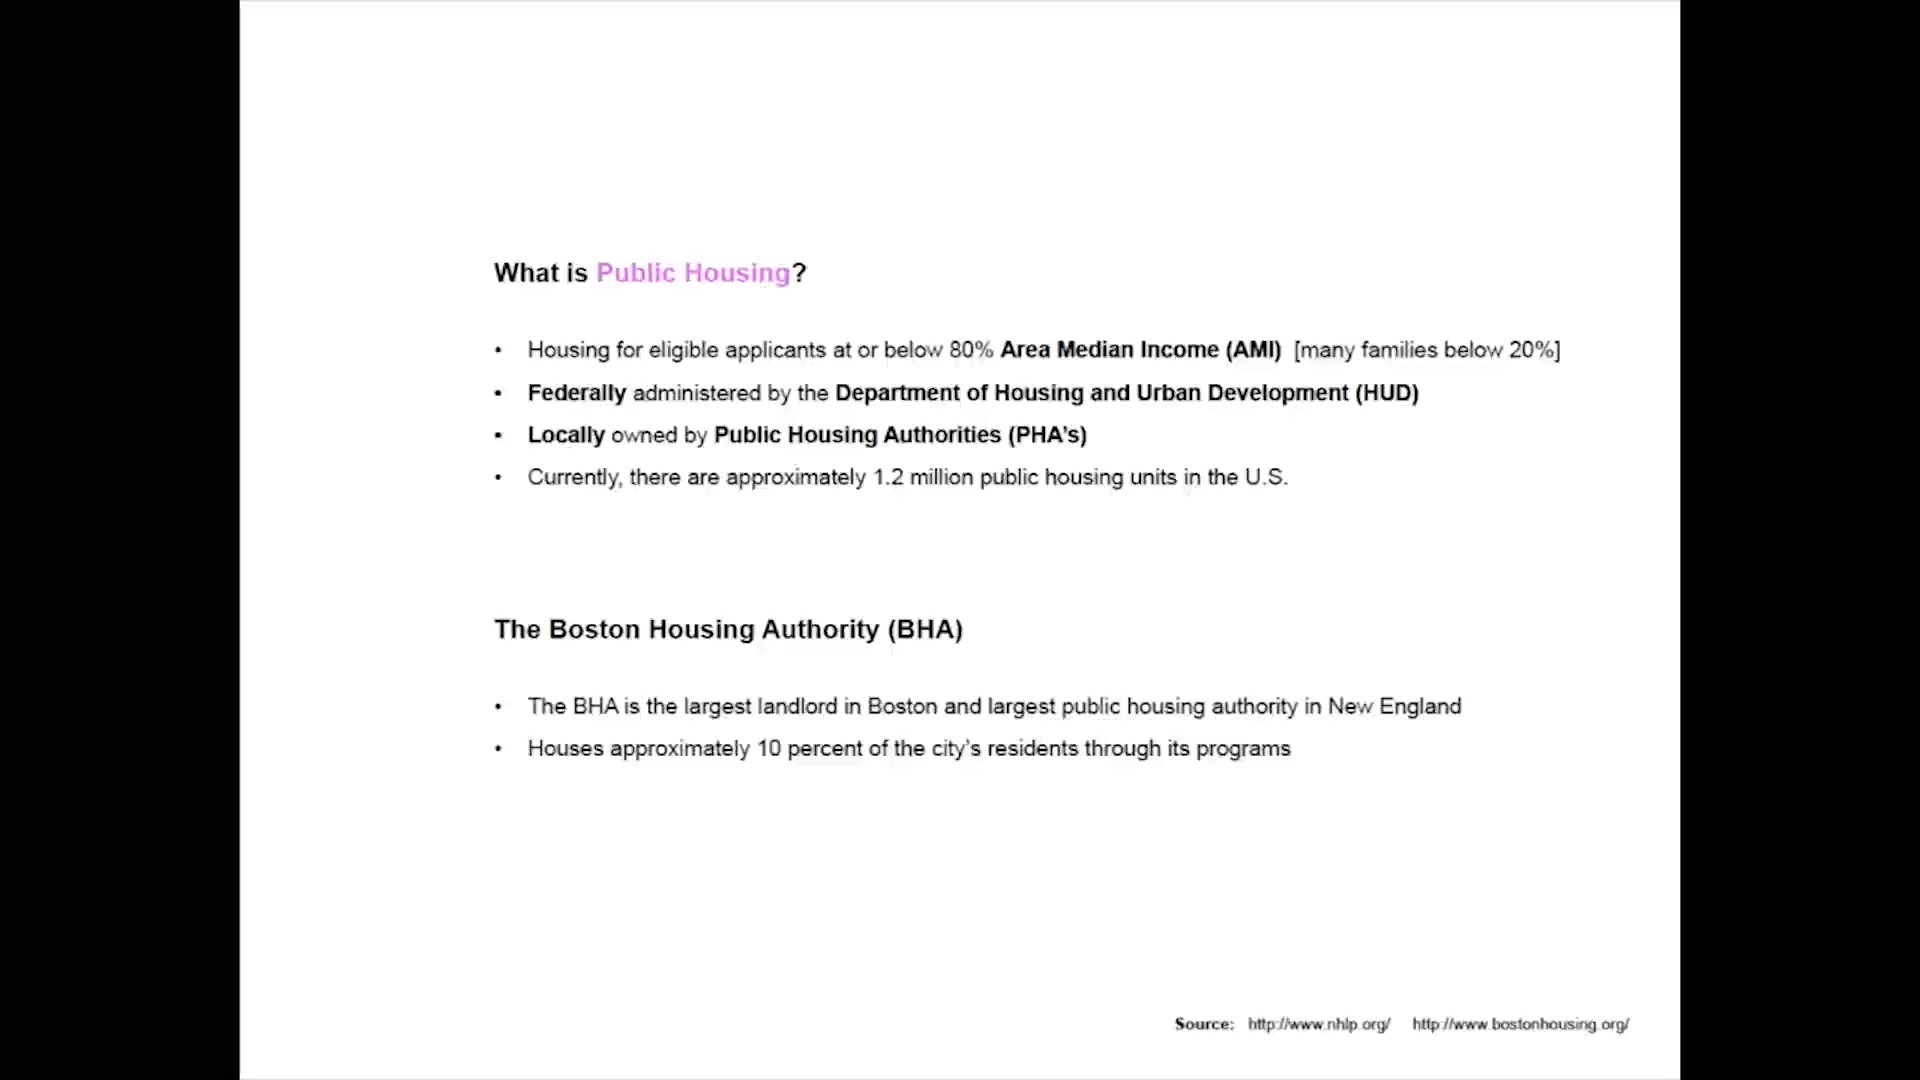 What is Public Housing?
• Housing for eligible applicants at or below 80% Area Median Income (AMI) [many families below 20%]
• Federally administered by the Department of Housing and Urban Development (HUD)
• Locally owned by Public Housing Authorities (PHA's)
• Currently, there are approximately 1.2 million public housing units in the U.S.
The Boston Housing Authority (BHA)
• The BHA is the largest landlord in Boston and largest public housing authority in New England
• Houses approximately 10 percent of the city's residents through its programs
Source: http://www.nhlp.org/ http://www.bostonhousing.org/